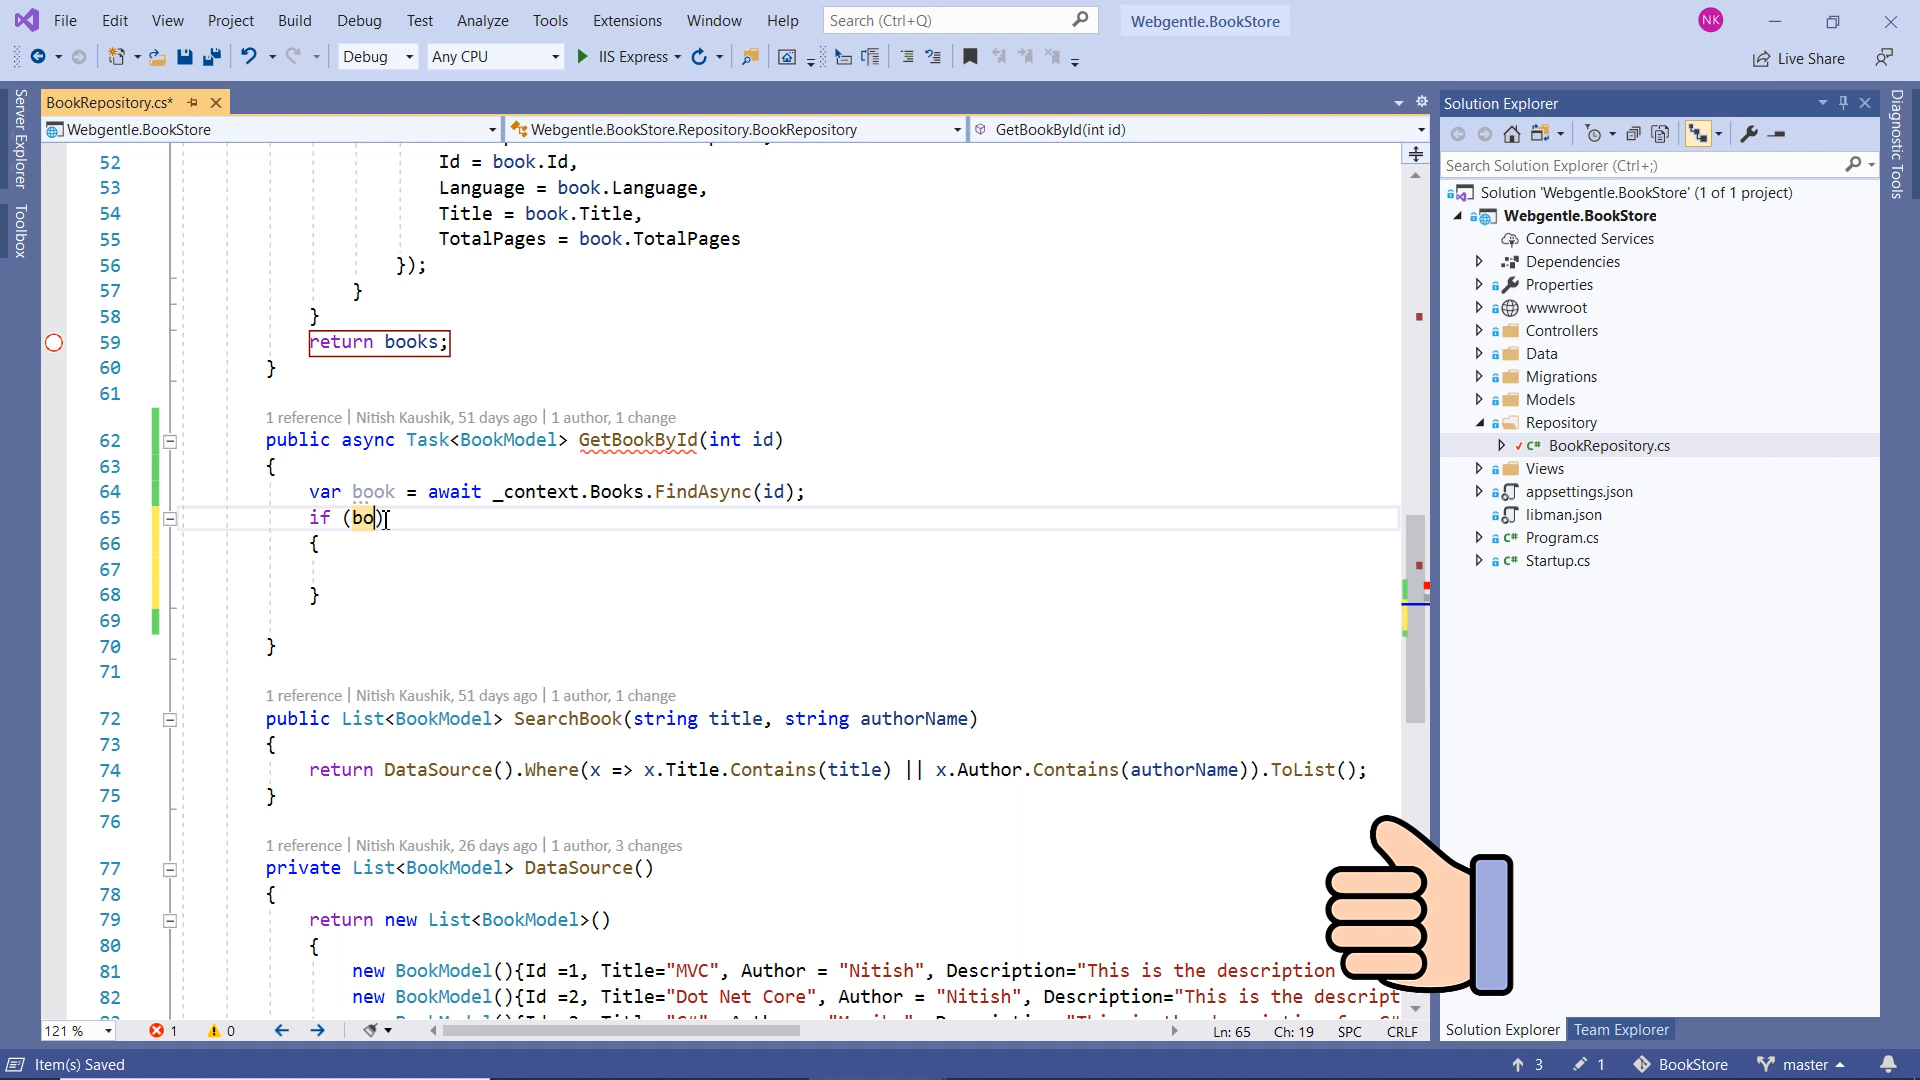 File Edit View Project Build Debug Test Analyze Tools Extensions Window Help Search (Ctrl+Q) Webgentle.BookStore NK
Debug Any CPU IIS Express Live Share
Server Explorer
Toolbox
BookRepository.cs*
Webgentle.BookStore Webgentle.BookStore.Repository.BookRepository GetBookById(int id)
52 Id = book.Id,
53 Language = book.Language,
54 Title = book.Title,
55 TotalPages = book.TotalPages
56 });
57 }
58 }
59 return books;
60 }
61
1 reference | Nitish Kaushik, 51 days ago | 1 author, 1 change
62 public async Task<BookModel> GetBookById(int id)
63 {
64 var book = await _context.Books.FindAsync(id);
65 if (bo)
66 {
67
68 }
69
70 }
71
1 reference | Nitish Kaushik, 51 days ago | 1 author, 1 change
72 public List<BookModel> SearchBook(string title, string authorName)
73 {
74 return DataSource().Where(x => x.Title.Contains(title) || x.Author.Contains(authorName)).ToList();
75 }
76
1 reference | Nitish Kaushik, 26 days ago | 1 author, 3 changes
77 private List<BookModel> DataSource()
78 {
79 return new List<BookModel>()
80 {
81 new BookModel(){Id =1, Title="MVC", Author = "Nitish", Description="This is the description
82 new BookModel(){Id =2, Title="Dot Net Core", Author = "Nitish", Description="This is the descript
121 % 1 0 Ln: 65 Ch: 19 SPC CRLF
Solution Explorer
Search Solution Explorer (Ctrl+;)
Solution 'Webgentle.BookStore' (1 of 1 project)
Webgentle.BookStore
Connected Services
Dependencies
Properties
wwwroot
Controllers
Data
Migrations
Models
Repository
C# BookRepository.cs
Views
appsettings.json
libman.json
C# Program.cs
C# Startup.cs
Solution Explorer Team Explorer
Diagnostic Tools
Item(s) Saved 3 1 BookStore master